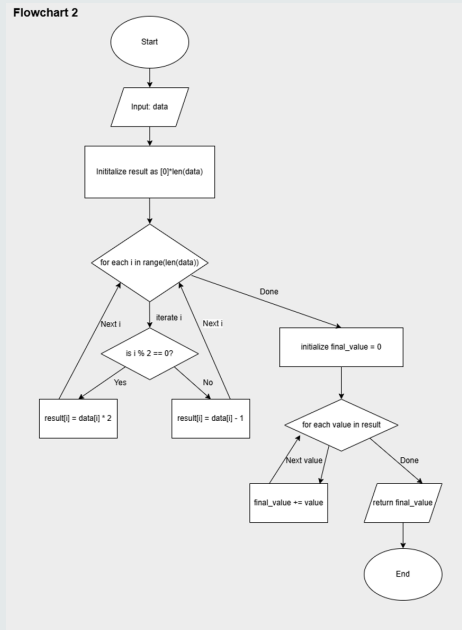 Flowchart 2
Start
Input: data
Inititalize result as [0]*len(data)
for each i in range(len(data))
Done
Next i
iterate i
Next i
initialize final_value = 0
is i % 2 == 0?
Yes
No
result[i] = data[i] * 2
result[i] = data[i] - 1
for each value in result
Next value
Done
final_value += value
return final_value
End